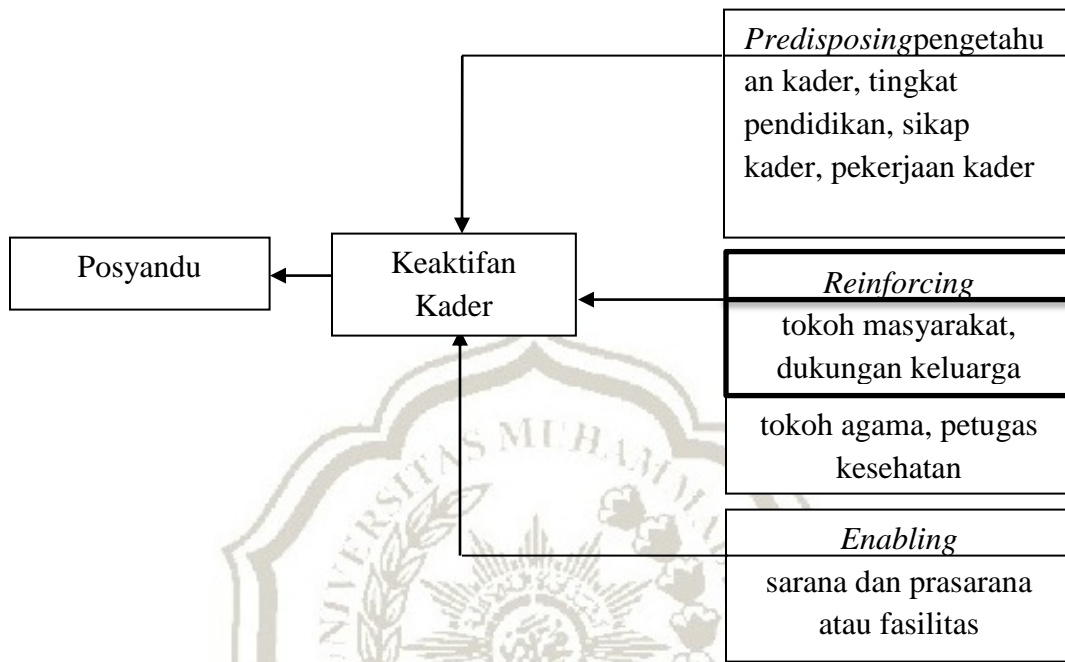 Predisposingpengetahu
an kader, tingkat
pendidikan, sikap
kader, pekerjaan kader
Posyandu
Keaktifan
Kader
Reinforcing
tokoh masyarakat,
dukungan keluarga
tokoh agama, petugas
kesehatan
Enabling
sarana dan prasarana
atau fasilitas